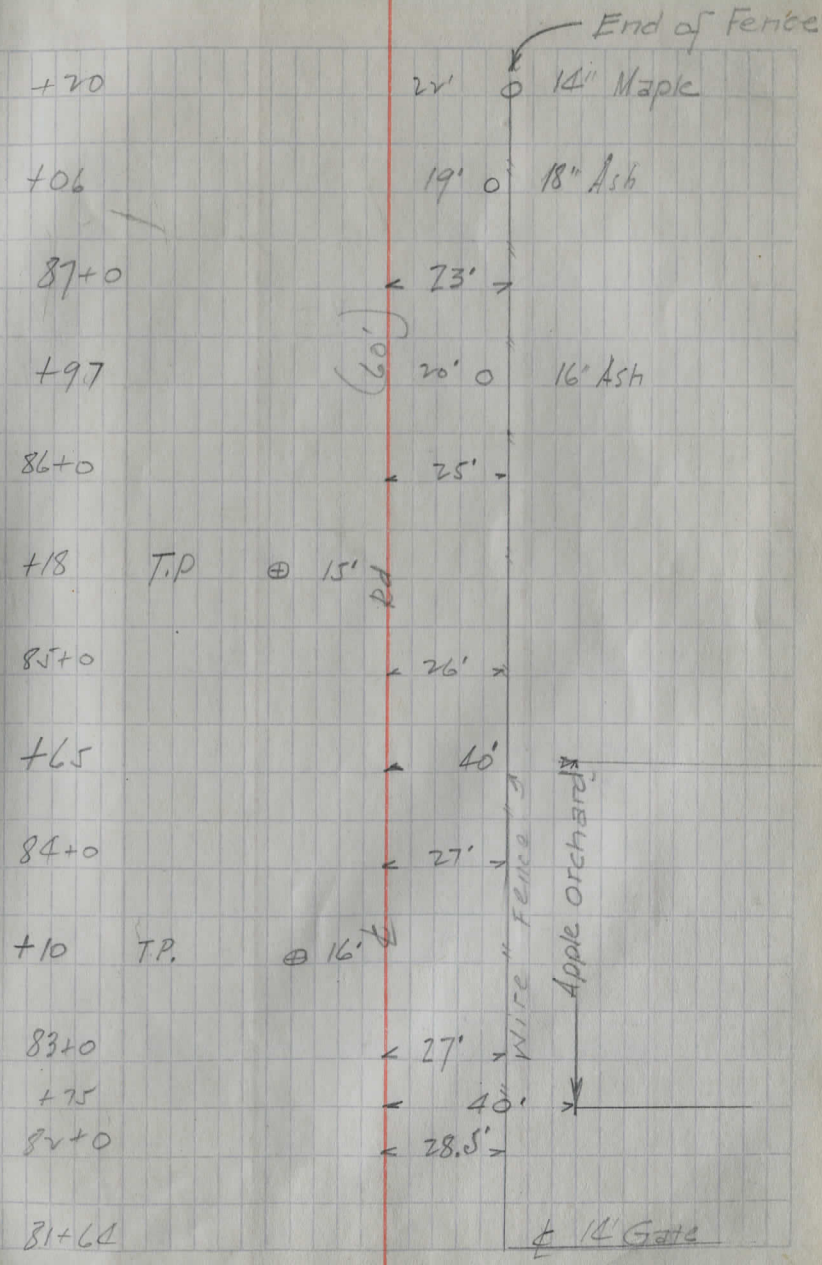 End of Fence
+20 22' 14" Maple
+06 19' 18" Ash
87+0 23'
(60')
+97 20' 16" Ash
86+0 25'
+18 T.P ⊕ 15'
Rd
85+0 26'
+65 40'
84+0 27'
Wire Fence
Apple Orchard
+10 T.P. ⊕ 16'
℄
83+0 27'
+75 40'
82+0 28.5'
81+64 ℄ 14' Gate